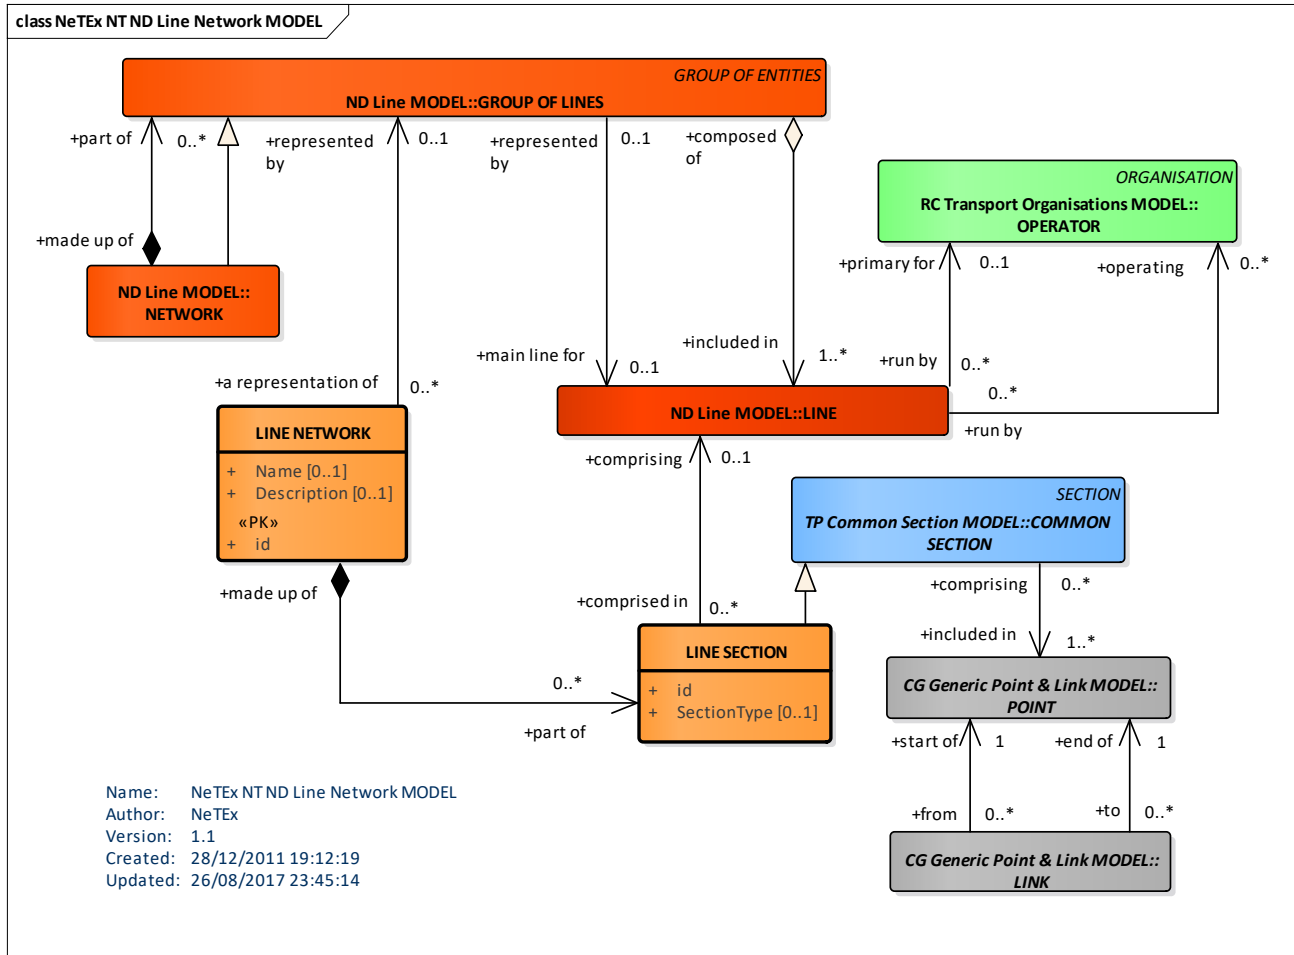 class NeTEx NT ND Line Network MODEL
GROUP OF ENTITIES
ND Line MODEL::GROUP OF LINES
+part of
0..*
+represented
by
0..1
+represented
by
0..1
+composed
of
ORGANISATION
RC Transport Organisations MODEL::
OPERATOR
+made up of
+primary for
0..1
+operating
0..*
ND Line MODEL::
NETWORK
+main line for
0..1
+included in
1..*
+run by
0..*
+a representation of
0..*
0..*
ND Line MODEL::LINE
+run by
LINE NETWORK
+ Name [0..1]
+ Description [0..1]
«PK»
+ id
+comprising
0..1
SECTION
TP Common Section MODEL::COMMON
SECTION
+made up of
+comprised in
0..*
+comprising
0..*
+included in
1..*
LINE SECTION
+ id
+ SectionType [0..1]
0..*
+part of
CG Generic Point & Link MODEL::
POINT
+start of
1
+end of
1
+from
0..*
+to
0..*
CG Generic Point & Link MODEL::
LINK
Name: NeTEx NT ND Line Network MODEL
Author: NeTEx
Version: 1.1
Created: 28/12/2011 19:12:19
Updated: 26/08/2017 23:45:14